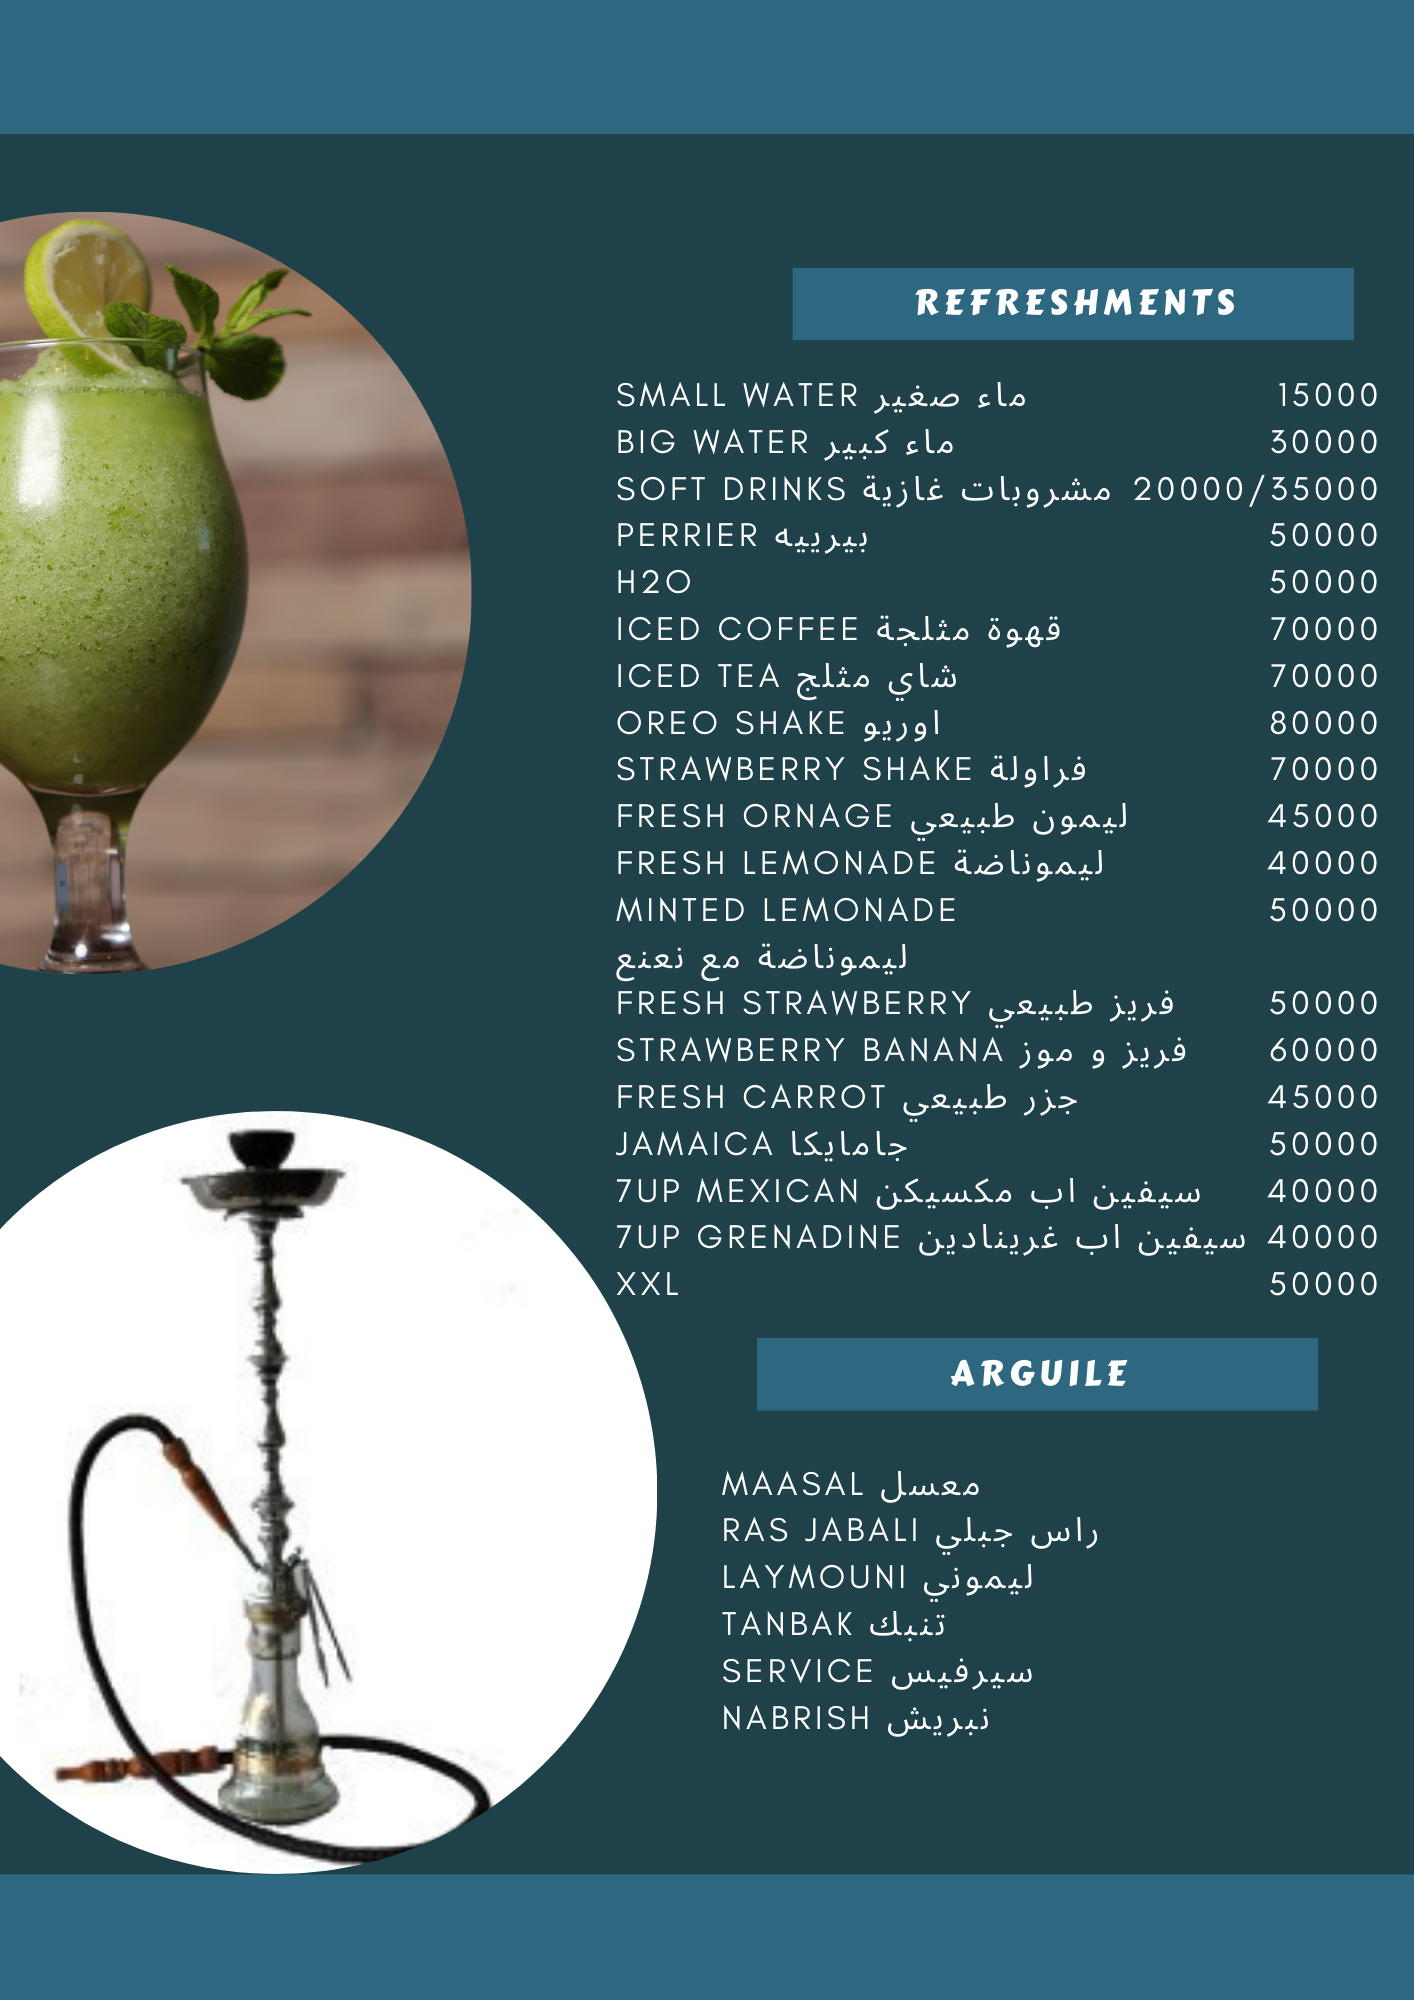 REFRESHMENTS
SMALL WATER ماء صغير 15000
BIG WATER ماء كبير 30000
SOFT DRINKS مشروبات غازية 20000/35000
PERRIER بيرييه 50000
H2O 50000
ICED COFFEE قهوة مثلجة 70000
ICED TEA شاي مثلج 70000
OREO SHAKE اوريو 80000
STRAWBERRY SHAKE فراولة 70000
FRESH ORNAGE ليمون طبيعي 45000
FRESH LEMONADE ليموناضة 40000
MINTED LEMONADE 50000
ليموناضة مع نعنع
FRESH STRAWBERRY فريز طبيعي 50000
STRAWBERRY BANANA فريز و موز 60000
FRESH CARROT جزر طبيعي 45000
JAMAICA جامايكا 50000
7UP MEXICAN سيفين اب مكسيكن 40000
7UP GRENADINE سيفين اب غرينادين 40000
XXL 50000
ARGUILE
MAASAL معسل
RAS JABALI راس جبلي
LAYMOUNI ليموني
TANBAK تنبك
SERVICE سيرفيس
NABRISH نبريش